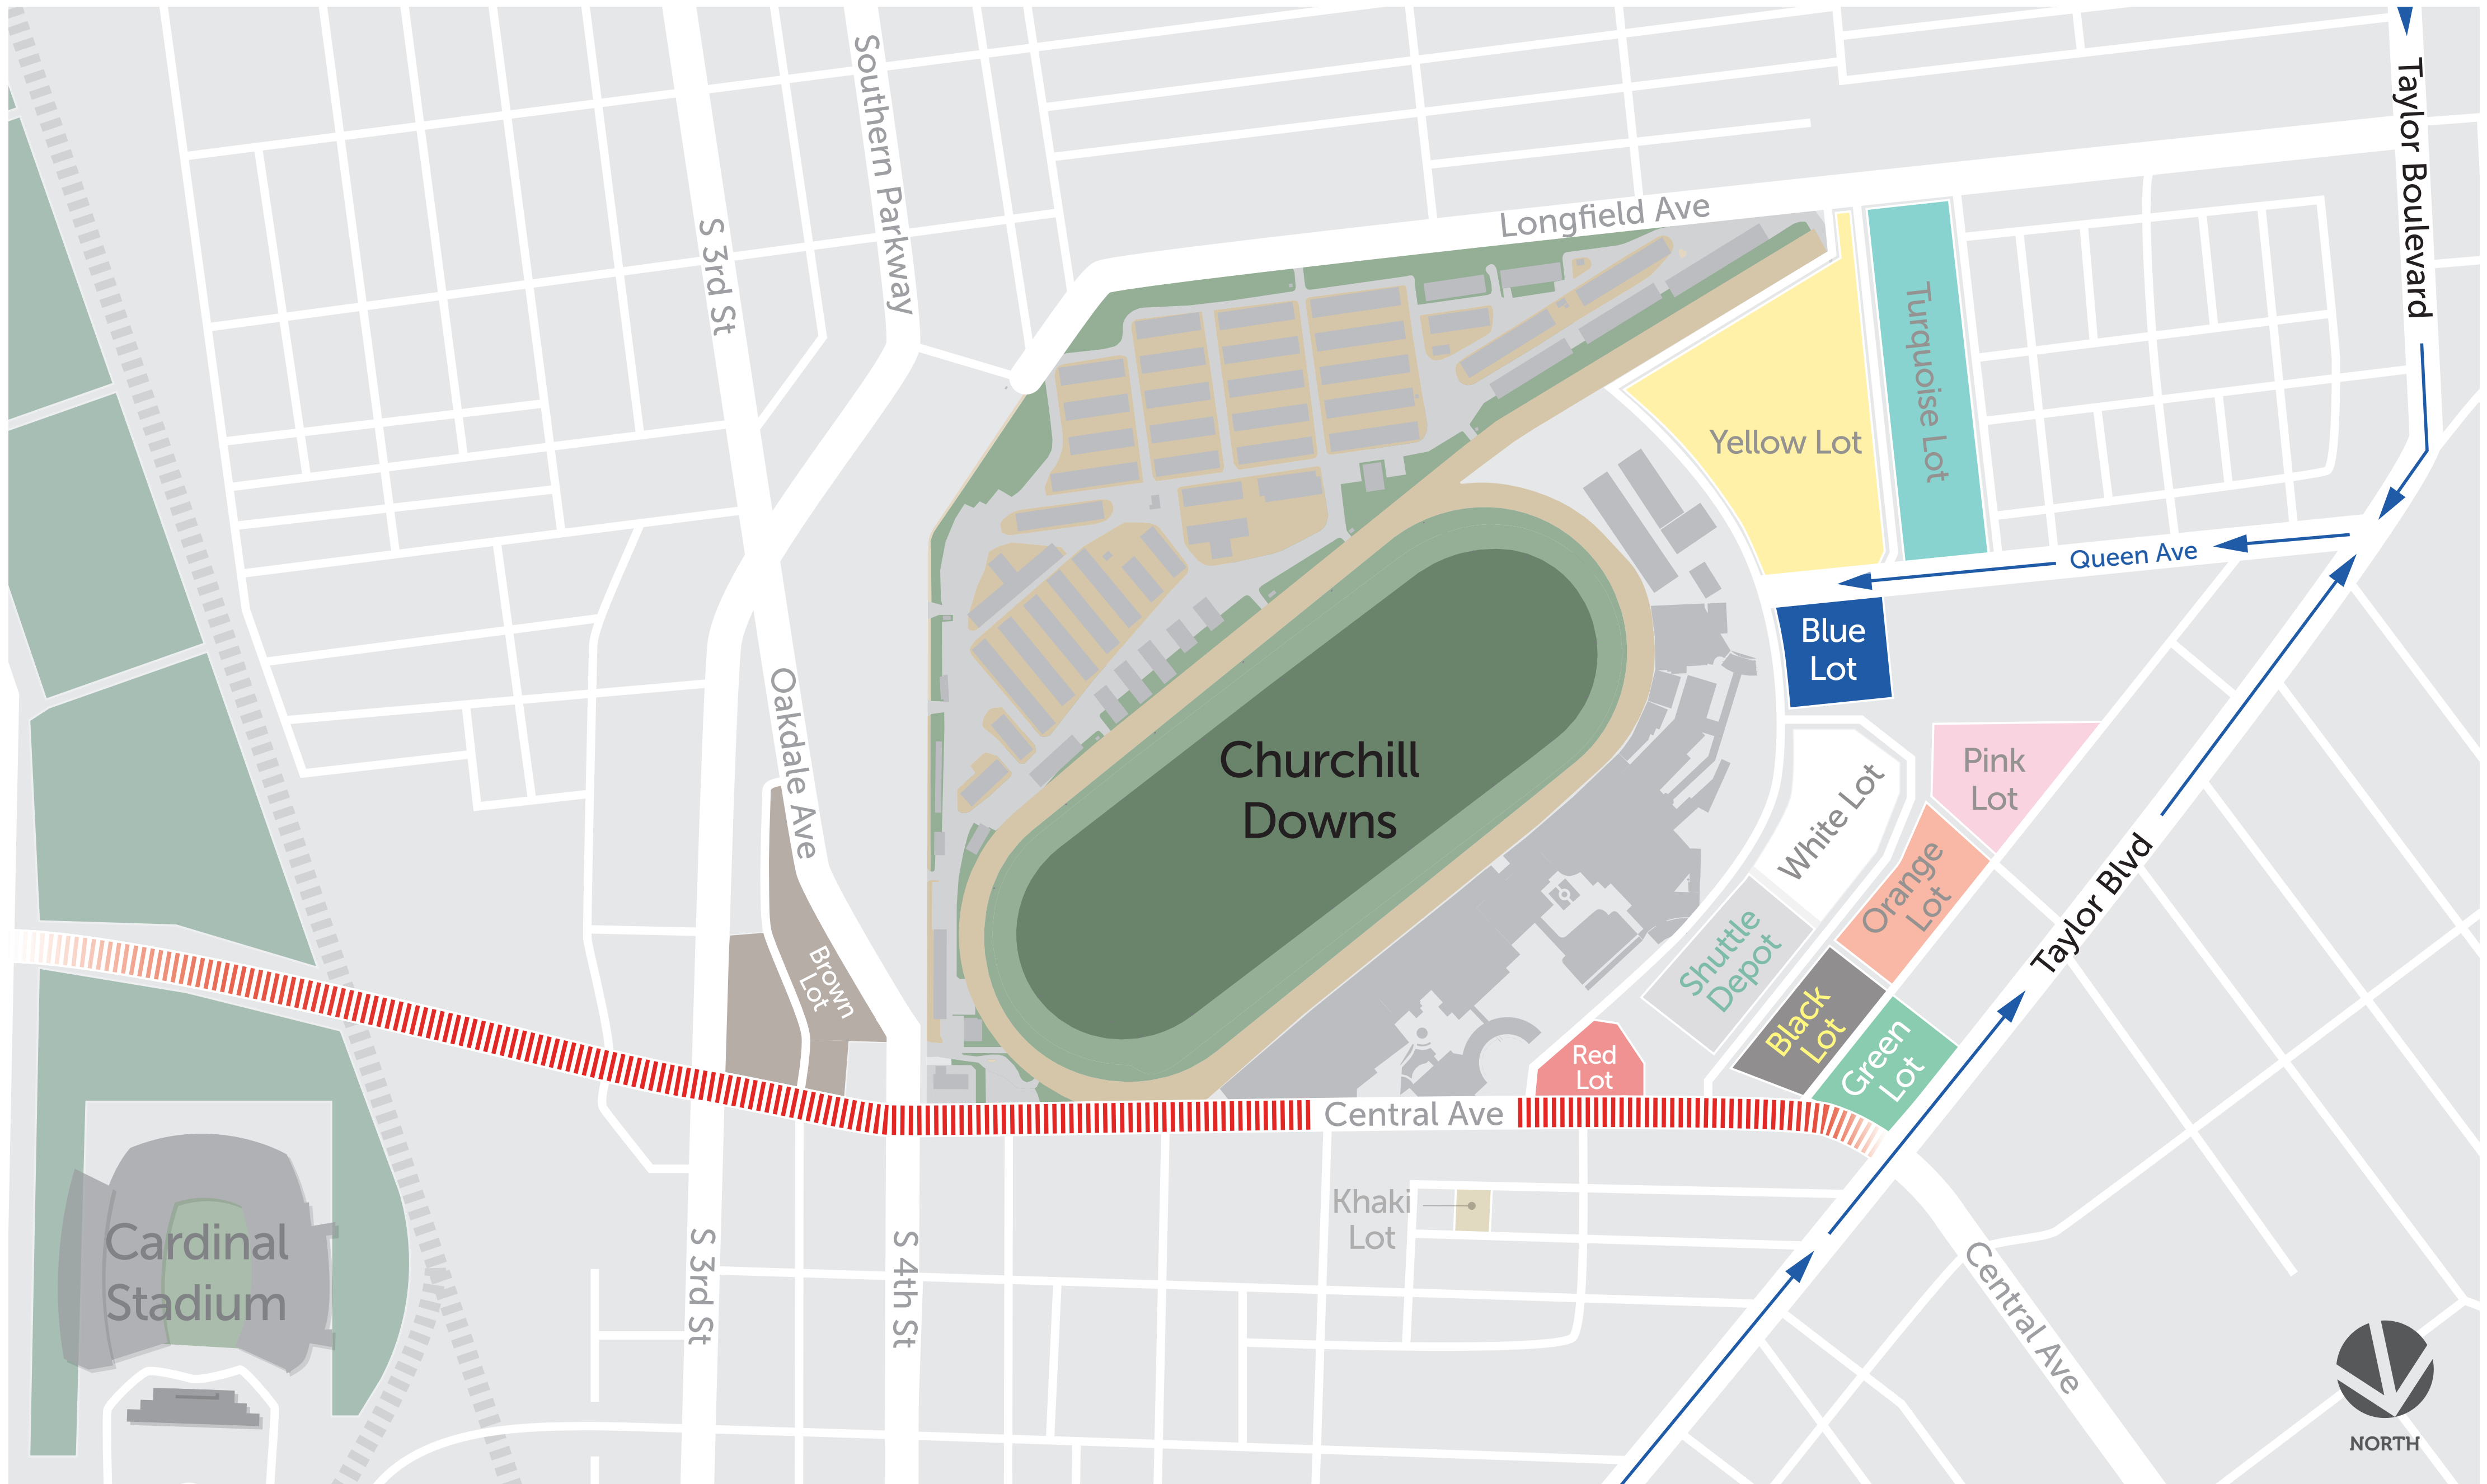 Southern Parkway
Taylor Boulevard
S 3rd St
Longfield Ave
Turquoise Lot
Yellow Lot
Queen Ave
Blue
Lot
Oakdale Ave
Churchill
Downs
Pink
Lot
White Lot
Orange
Lot
Taylor Blvd
Shuttle
Depot
Brown
Lot
Black
Lot
Green
Lot
Red
Lot
Central Ave
Khaki
Lot
Cardinal
Stadium
S 3rd St
S 4th St
Central Ave
NORTH